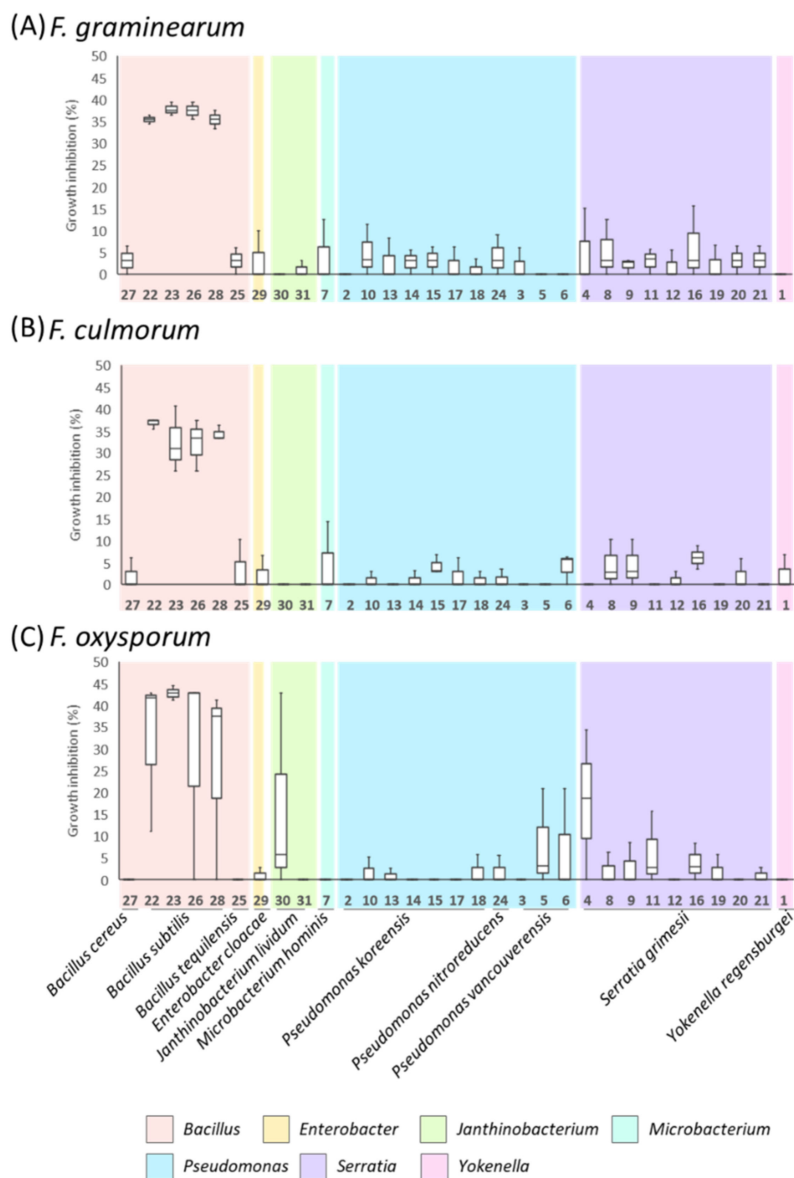 (A) F. graminearum
Growth inhibition (%)
50
45
40
35
30
25
20
15
10
5
0
27 22 23 26 28 25 29 30 31 7 2 10 13 14 15 17 18 24 3 5 6 4 8 9 11 12 16 19 20 21 1
(B) F. culmorum
Growth inhibition (%)
50
45
40
35
30
25
20
15
10
5
0
27 22 23 26 28 25 29 30 31 7 2 10 13 14 15 17 18 24 3 5 6 4 8 9 11 12 16 19 20 21 1
(C) F. oxysporum
Growth inhibition (%)
50
45
40
35
30
25
20
15
10
5
0
27 22 23 26 28 25 29 30 31 7 2 10 13 14 15 17 18 24 3 5 6 4 8 9 11 12 16 19 20 21 1
Bacillus cereus
Bacillus subtilis
Bacillus tequilensis
Enterobacter cloacae
Janthinobacterium lividum
Microbacterium hominis
Pseudomonas koreensis
Pseudomonas nitroreducens
Pseudomonas vancouverensis
Serratia grimesii
Yokenella regensburgei
Bacillus Enterobacter Janthinobacterium Microbacterium
Pseudomonas Serratia Yokenella